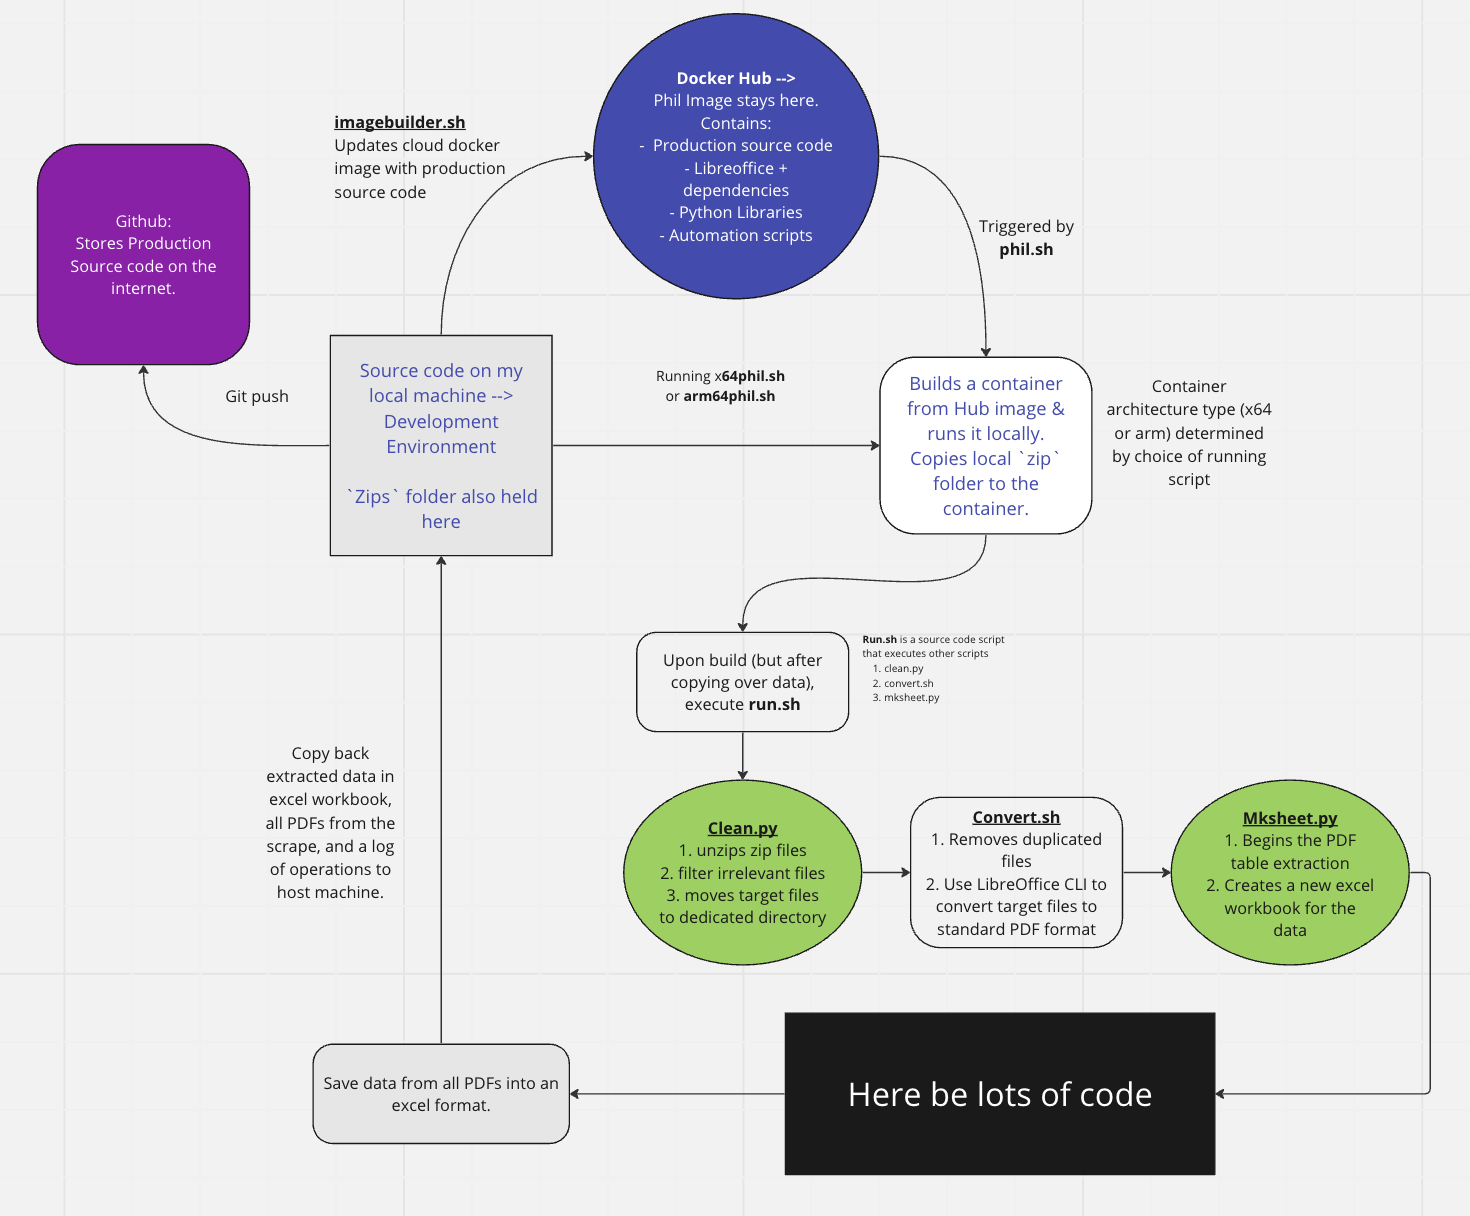 Docker Hub -->
Phil Image stays here.
Contains:
- Production source code
- Libreoffice +
dependencies
- Python Libraries
- Automation scripts
imagebuilder.sh
Updates cloud docker
image with production
source code
Github:
Stores Production
Source code on the
internet.
Triggered by
phil.sh
Git push
Source code on my
local machine -->
Development
Environment
`Zips` folder also held
here
Running x64phil.sh
or arm64phil.sh
Builds a container
from Hub image &
runs it locally.
Copies local `zip`
folder to the
container.
Container
architecture type (x64
or arm) determined
by choice of running
script
Upon build (but after
copying over data),
execute run.sh
Run.sh is a source code script
that executes other scripts
1. clean.py
2. convert.sh
3. mksheet.py
Copy back
extracted data in
excel workbook,
all PDFs from the
scrape, and a log
of operations to
host machine.
Clean.py
1. unzips zip files
2. filter irrelevant files
3. moves target files
to dedicated directory
Convert.sh
1. Removes duplicated
files
2. Use LibreOffice CLI to
convert target files to
standard PDF format
Mksheet.py
1. Begins the PDF
table extraction
2. Creates a new excel
workbook for the
data
Here be lots of code
Save data from all PDFs into an
excel format.